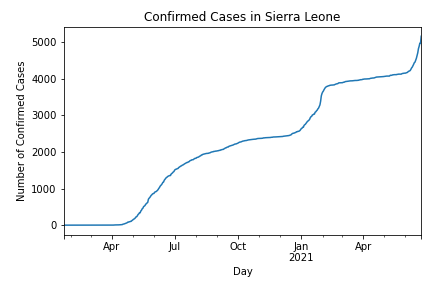 Confirmed Cases in Sierra Leone
Number of Confirmed Cases
5000
4000
3000
2000
1000
0
Apr
Jul
Oct
Jan
2021
Apr
Day